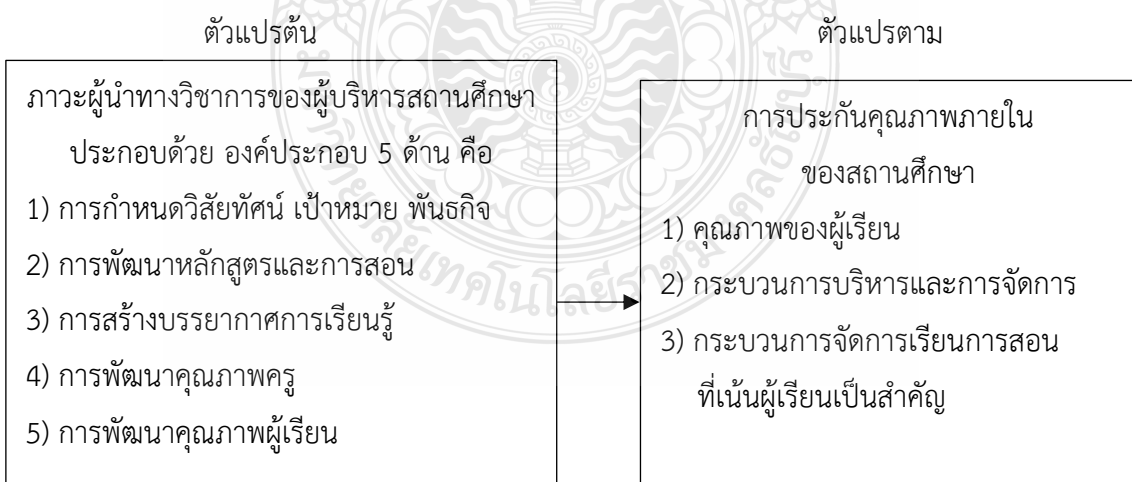 ตัวแปรต้น
ภาวะผู้นำทางวิชาการของผู้บริหารสถานศึกษา
ประกอบด้วย องค์ประกอบ 5 ด้าน คือ
1) การกำหนดวิสัยทัศน์ เป้าหมาย พันธกิจ
2) การพัฒนาหลักสูตรและการสอน
3) การสร้างบรรยากาศการเรียนรู้
4) การพัฒนาคุณภาพครู
5) การพัฒนาคุณภาพผู้เรียน
ตัวแปรตาม
การประกันคุณภาพภายใน
ของสถานศึกษา
1) คุณภาพของผู้เรียน
2) กระบวนการบริหารและการจัดการ
3) กระบวนการจัดการเรียนการสอน
ที่เน้นผู้เรียนเป็นสำคัญ